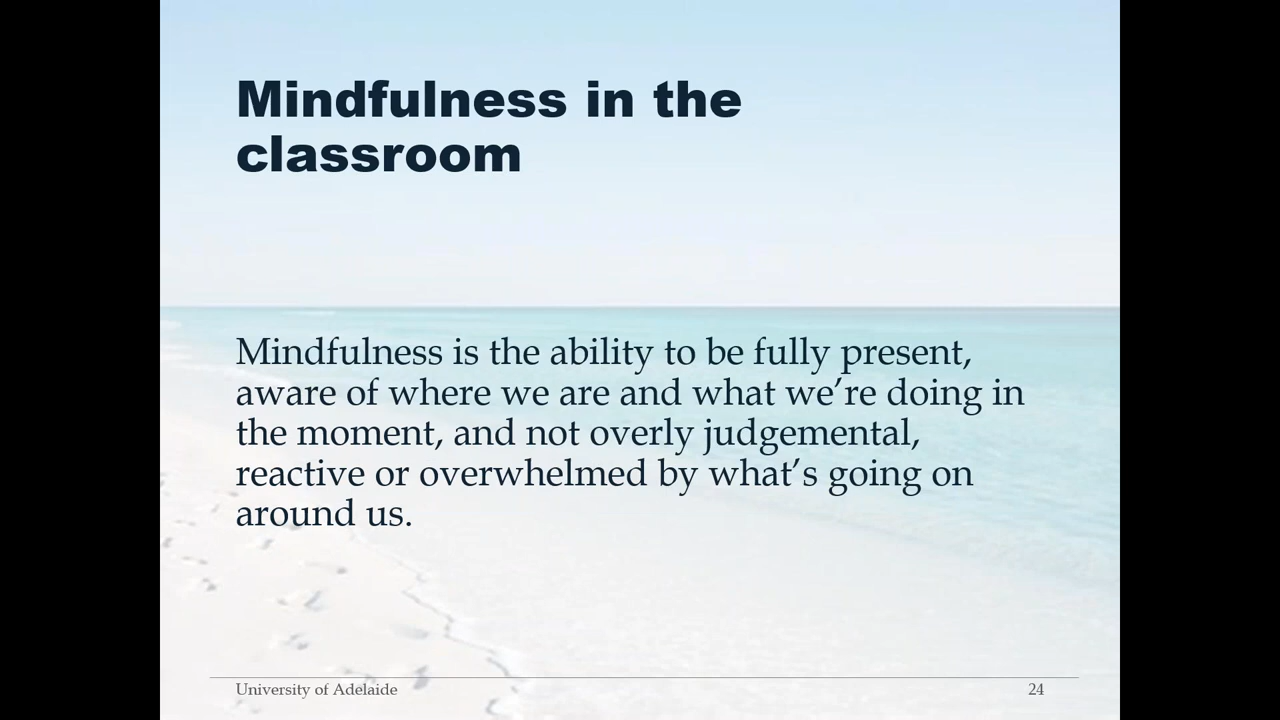 Mindfulness in the
classroom
Mindfulness is the ability to be fully present,
aware of where we are and what we’re doing in
the moment, and not overly judgemental,
reactive or overwhelmed by what’s going on
around us.
University of Adelaide
24